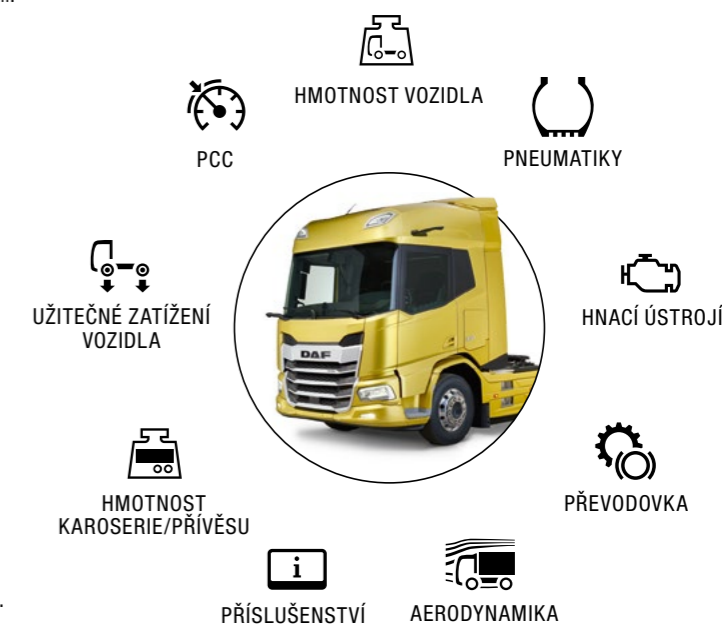 HMOTNOST VOZIDLA
PCC
PNEUMATIKY
DAF
UŽITEČNÉ ZATÍŽENÍ
VOZIDLA
HNACÍ ÚSTROJÍ
HMOTNOST
KAROSERIE/PŘÍVĚSU
PŘEVODOVKA
i
PŘÍSLUŠENSTVÍ
AERODYNAMIKA